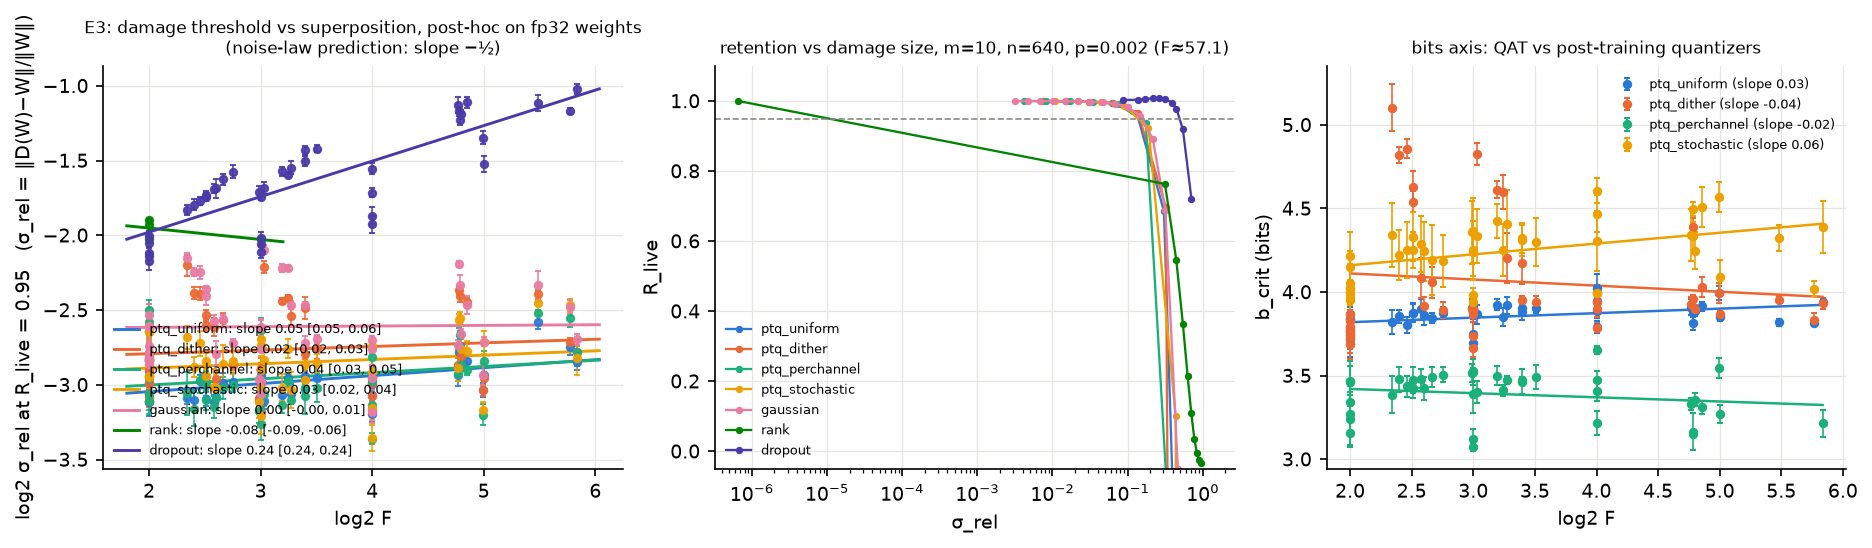 E3: damage threshold vs superposition, post-hoc on fp32 weights
(noise-law prediction: slope −½)
log2 σ_rel at R_live = 0.95   (σ_rel = ‖D(W)−W‖/‖W‖)
−1.0
−1.5
−2.0
−2.5
−3.0
−3.5
ptq_uniform: slope 0.05 [0.05, 0.06]
ptq_dither: slope 0.02 [0.02, 0.03]
ptq_perchannel: slope 0.04 [0.03, 0.05]
ptq_stochastic: slope 0.03 [0.02, 0.04]
gaussian: slope 0.00 [-0.00, 0.01]
rank: slope -0.08 [-0.09, -0.06]
dropout: slope 0.24 [0.24, 0.24]
2 3 4 5 6
log2 F
retention vs damage size, m=10, n=640, p=0.002 (F≈57.1)
R_live
1.0
0.8
0.6
0.4
0.2
0.0
ptq_uniform
ptq_dither
ptq_perchannel
ptq_stochastic
gaussian
rank
dropout
10⁻⁶ 10⁻⁵ 10⁻⁴ 10⁻³ 10⁻² 10⁻¹ 10⁰
σ_rel
bits axis: QAT vs post-training quantizers
b_crit (bits)
5.0
4.5
4.0
3.5
3.0
ptq_uniform (slope 0.03)
ptq_dither (slope -0.04)
ptq_perchannel (slope -0.02)
ptq_stochastic (slope 0.06)
2.0 2.5 3.0 3.5 4.0 4.5 5.0 5.5 6.0
log2 F